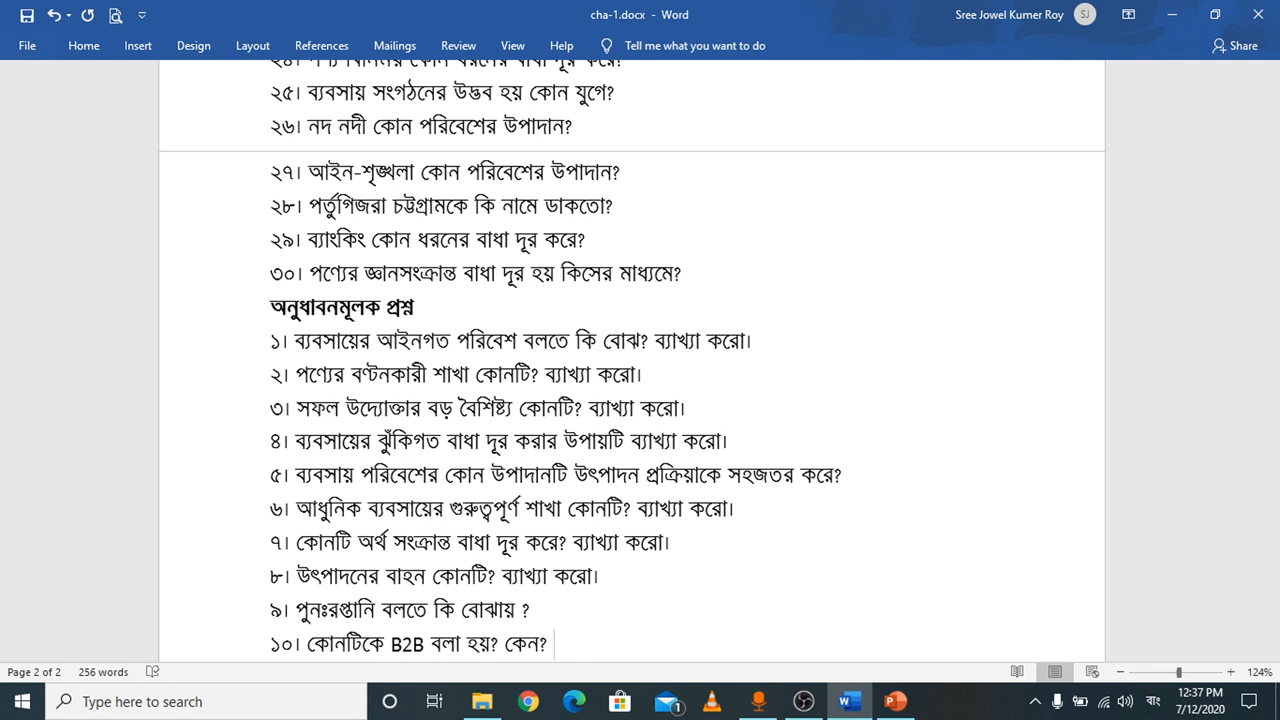 cha-1.docx - Word
Sree Jowel Kumer Roy
SJ
File Home Insert Design Layout References Mailings Review View Help Tell me what you want to do Share
২৫। ব্যবসায় সংগঠনের উদ্ভব হয় কোন যুগে?
২৬। নদ নদী কোন পরিবেশের উপাদান?
২৭। আইন-শৃঙ্খলা কোন পরিবেশের উপাদান?
২৮। পর্তুগিজরা চট্টগ্রামকে কি নামে ডাকতো?
২৯। ব্যাংকিং কোন ধরনের বাধা দূর করে?
৩০। পণ্যের জ্ঞানসংক্রান্ত বাধা দূর হয় কিসের মাধ্যমে?
অনুধাবনমূলক প্রশ্ন
১। ব্যবসায়ের আইনগত পরিবেশ বলতে কি বোঝ? ব্যাখ্যা করো।
২। পণ্যের বণ্টনকারী শাখা কোনটি? ব্যাখ্যা করো।
৩। সফল উদ্যোক্তার বড় বৈশিষ্ট্য কোনটি? ব্যাখ্যা করো।
৪। ব্যবসায়ের ঝুঁকিগত বাধা দূর করার উপায়টি ব্যাখ্যা করো।
৫। ব্যবসায় পরিবেশের কোন উপাদানটি উৎপাদন প্রক্রিয়াকে সহজতর করে?
৬। আধুনিক ব্যবসায়ের গুরুত্বপূর্ণ শাখা কোনটি? ব্যাখ্যা করো।
৭। কোনটি অর্থ সংক্রান্ত বাধা দূর করে? ব্যাখ্যা করো।
৮। উৎপাদনের বাহন কোনটি? ব্যাখ্যা করো।
৯। পুনঃরপ্তানি বলতে কি বোঝায় ?
১০। কোনটিকে B2B বলা হয়? কেন?
Page 2 of 2 256 words 124%
Type here to search
1
বাং
12:37 PM
7/12/2020